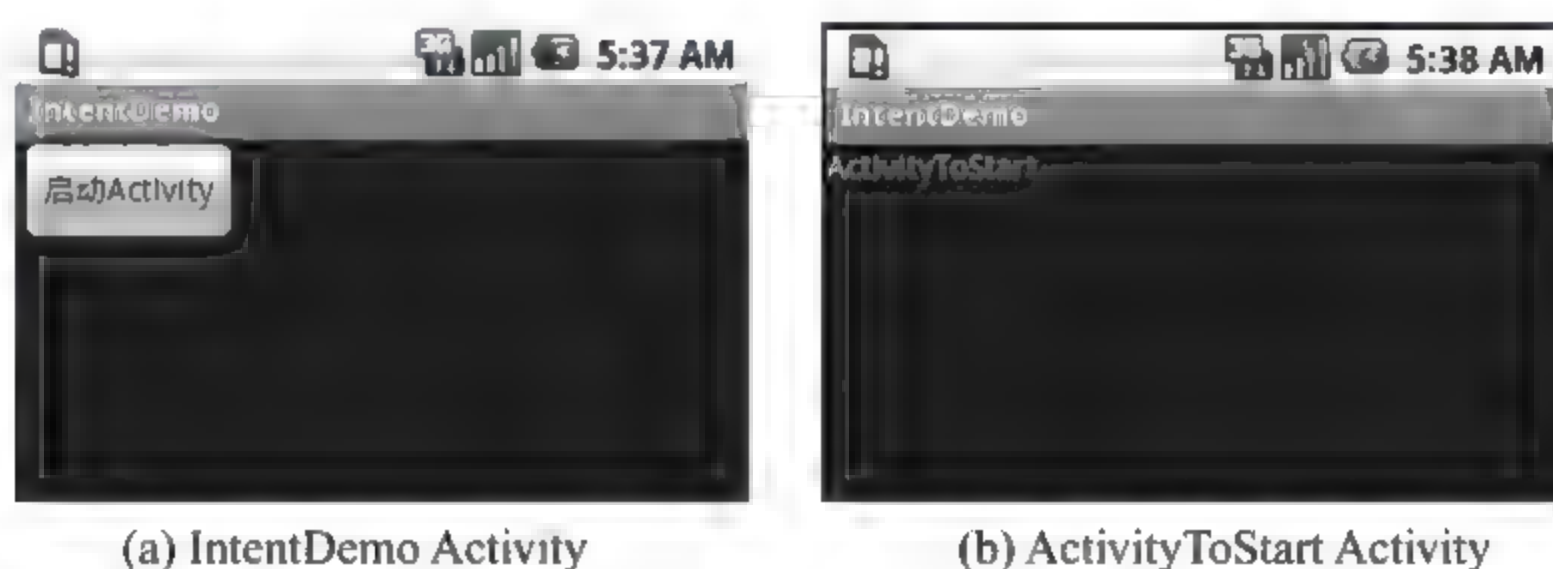 5:37 AM
IntentDemo
启动Activity
(a) IntentDemo Activity
5:38 AM
IntentDemo
ActivityToStart
(b) ActivityToStart Activity